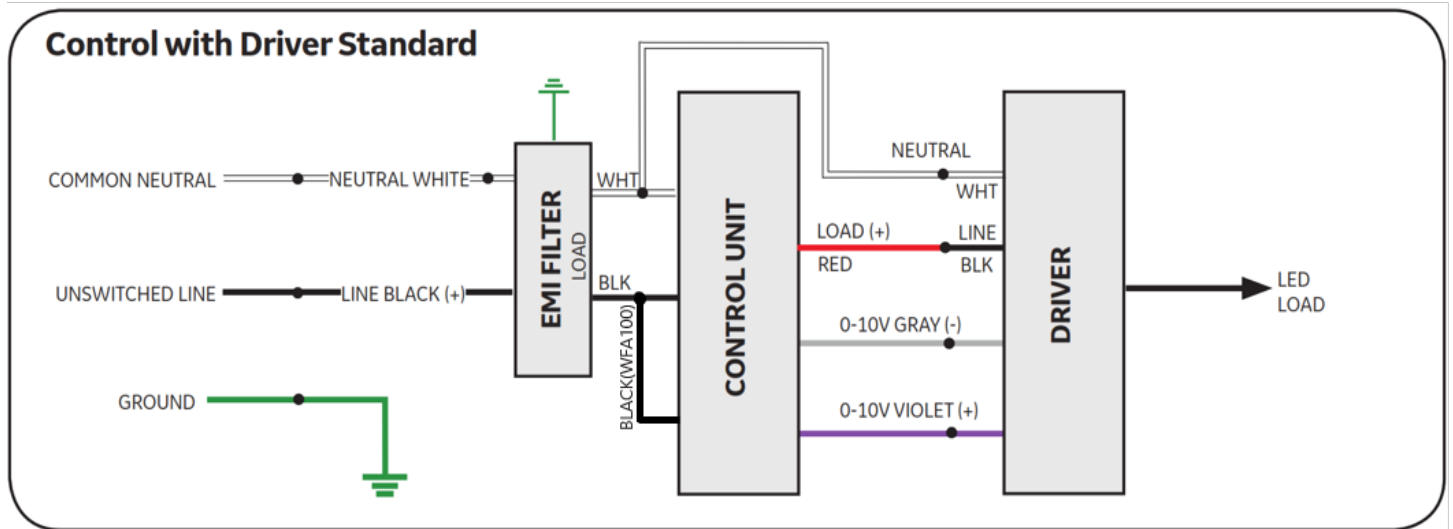 Control with Driver Standard
COMMON NEUTRAL
NEUTRAL WHITE
WHT
NEUTRAL
WHT
EMI FILTER
LOAD
CONTROL UNIT
DRIVER
LOAD (+)
RED
LINE
BLK
UNSWITCHED LINE
LINE BLACK (+)
BLK
BLACK(WFA100)
LED
LOAD
0-10V GRAY (-)
GROUND
0-10V VIOLET (+)